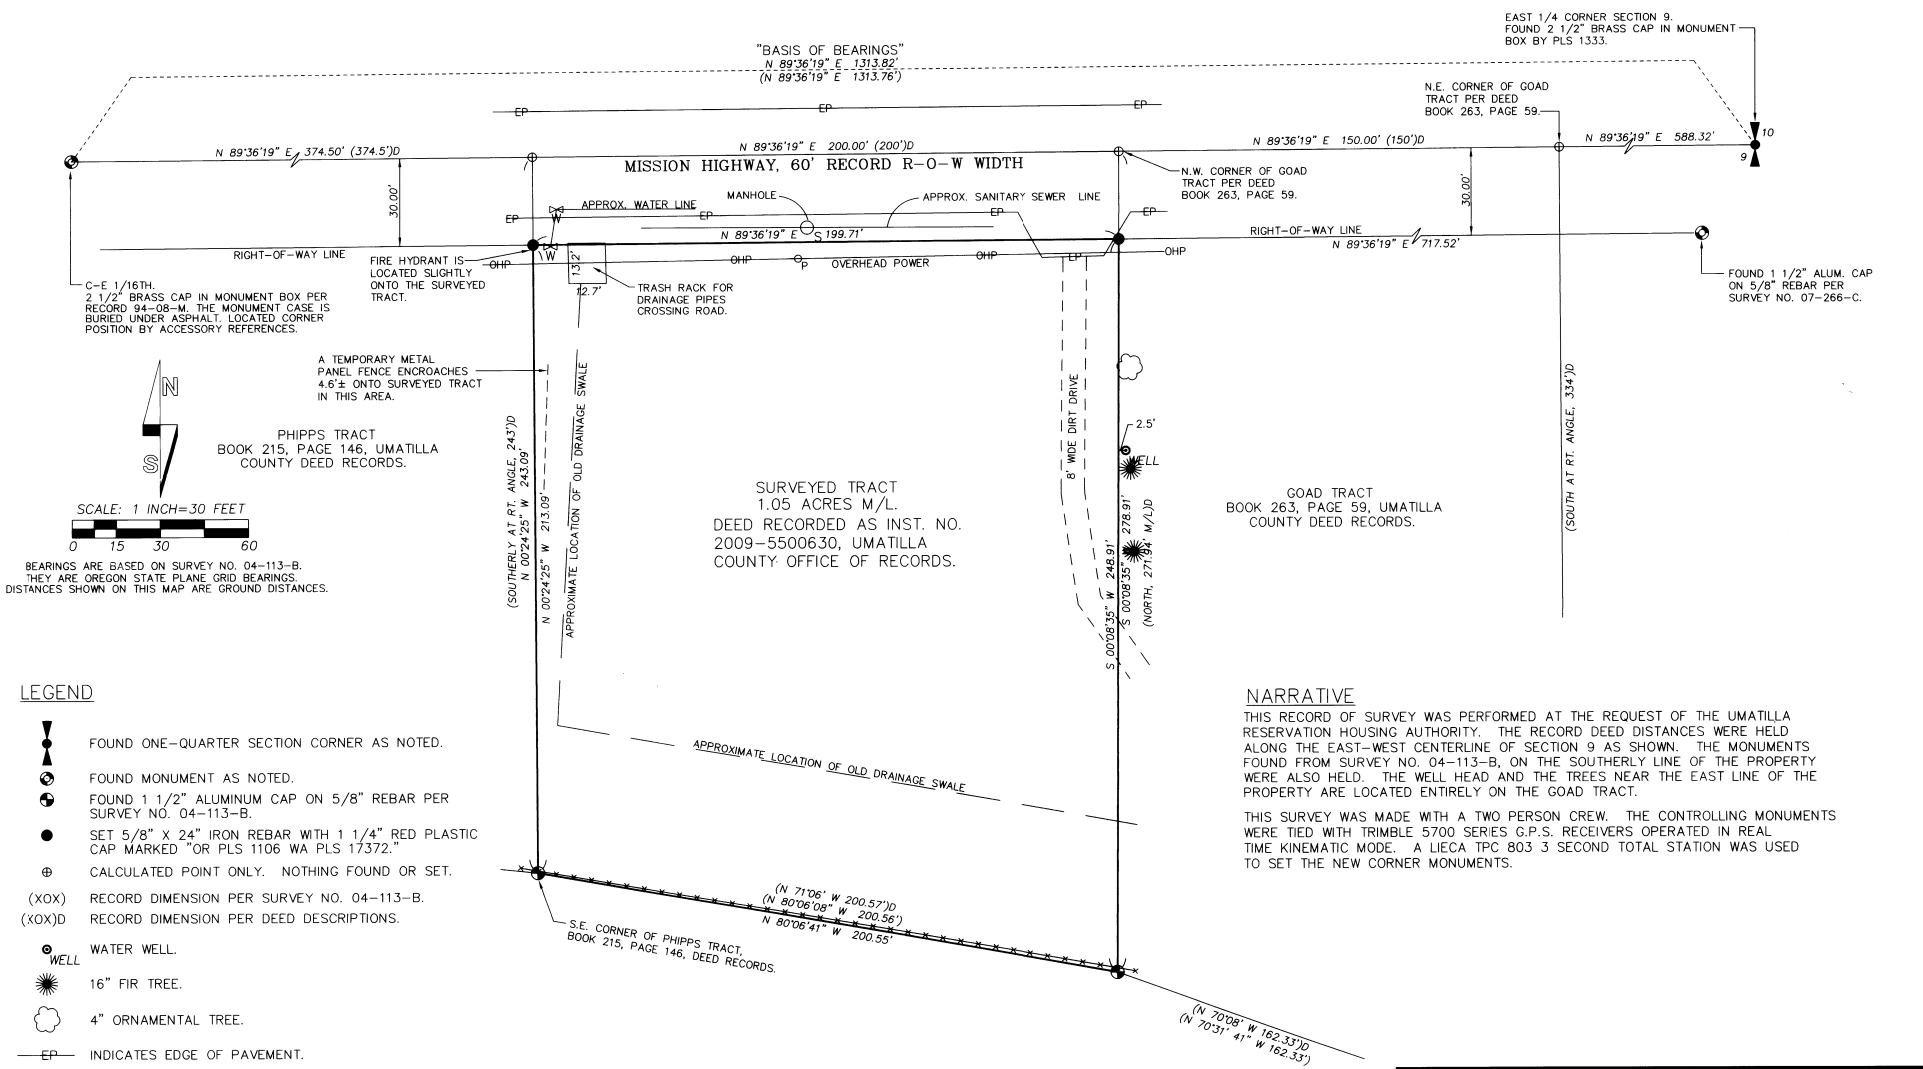 EAST 1/4 CORNER SECTION 9.
FOUND 2 1/2" BRASS CAP IN MONUMENT
BOX BY PLS 1333.
"BASIS OF BEARINGS"
N 89°36'19" E 1313.82'
(N 89°36'19" E 1313.76')
N.E. CORNER OF GOAD
TRACT PER DEED
BOOK 263, PAGE 59.
EP
EP
EP
N 89°36'19" E 374.50' (374.5')D
N 89°36'19" E 200.00' (200')D
N 89°36'19" E 150.00' (150')D
N 89°36'19" E 588.32'
10
9
MISSION HIGHWAY, 60' RECORD R-O-W WIDTH
N.W. CORNER OF GOAD
TRACT PER DEED
BOOK 263, PAGE 59.
30.00'
30.00'
MANHOLE
APPROX. SANITARY SEWER LINE
APPROX. WATER LINE
EP
EP
EP
EP
W
N 89°36'19" E 199.71'
S
RIGHT-OF-WAY LINE
RIGHT-OF-WAY LINE
N 89°36'19" E 717.52'
FIRE HYDRANT IS
LOCATED SLIGHTLY
ONTO THE SURVEYED
TRACT.
W
OHP
OHP
OHP
OHP
P
OVERHEAD POWER
EP
13.2'
12.7'
TRASH RACK FOR
DRAINAGE PIPES
CROSSING ROAD.
C-E 1/16TH.
2 1/2" BRASS CAP IN MONUMENT BOX PER
RECORD 94-08-M. THE MONUMENT CASE IS
BURIED UNDER ASPHALT. LOCATED CORNER
POSITION BY ACCESSORY REFERENCES.
FOUND 1 1/2" ALUM. CAP
ON 5/8" REBAR PER
SURVEY NO. 07-266-C.
A TEMPORARY METAL
PANEL FENCE ENCROACHES
4.6'± ONTO SURVEYED TRACT
IN THIS AREA.
N
S
PHIPPS TRACT
BOOK 215, PAGE 146, UMATILLA
COUNTY DEED RECORDS.
SCALE: 1 INCH=30 FEET
0 15 30 60
BEARINGS ARE BASED ON SURVEY NO. 04-113-B.
THEY ARE OREGON STATE PLANE GRID BEARINGS.
DISTANCES SHOWN ON THIS MAP ARE GROUND DISTANCES.
(SOUTHERLY AT RT. ANGLE, 243')D
N 00°24'25" W 243.09'
N 00°24'25" W 213.09'
APPROXIMATE LOCATION OF OLD DRAINAGE SWALE
SURVEYED TRACT
1.05 ACRES M/L.
DEED RECORDED AS INST. NO.
2009-5500630, UMATILLA
COUNTY OFFICE OF RECORDS.
8' WIDE DIRT DRIVE
2.5'
WELL
S 00°08'35" W 248.91'
S 00°08'35" W 278.91'
(NORTH, 271.94' M/L)D
GOAD TRACT
BOOK 263, PAGE 59, UMATILLA
COUNTY DEED RECORDS.
(SOUTH AT RT. ANGLE, 334')D
APPROXIMATE LOCATION OF OLD DRAINAGE SWALE
LEGEND
FOUND ONE-QUARTER SECTION CORNER AS NOTED.
FOUND MONUMENT AS NOTED.
FOUND 1 1/2" ALUMINUM CAP ON 5/8" REBAR PER
SURVEY NO. 04-113-B.
SET 5/8" X 24" IRON REBAR WITH 1 1/4" RED PLASTIC
CAP MARKED "OR PLS 1106 WA PLS 17372."
CALCULATED POINT ONLY. NOTHING FOUND OR SET.
(XOX) RECORD DIMENSION PER SURVEY NO. 04-113-B.
(XOX)D RECORD DIMENSION PER DEED DESCRIPTIONS.
WELL WATER WELL.
16" FIR TREE.
4" ORNAMENTAL TREE.
EP INDICATES EDGE OF PAVEMENT.
(N 71°06' W 200.57')D
(N 80°06'08" W 200.56')
N 80°06'41" W 200.55'
S.E. CORNER OF PHIPPS TRACT,
BOOK 215, PAGE 146, DEED RECORDS.
(N 70°08' W 162.33')D
(N 70°31' 41" W 162.33')
NARRATIVE
THIS RECORD OF SURVEY WAS PERFORMED AT THE REQUEST OF THE UMATILLA
RESERVATION HOUSING AUTHORITY. THE RECORD DEED DISTANCES WERE HELD
ALONG THE EAST-WEST CENTERLINE OF SECTION 9 AS SHOWN. THE MONUMENTS
FOUND FROM SURVEY NO. 04-113-B, ON THE SOUTHERLY LINE OF THE PROPERTY
WERE ALSO HELD. THE WELL HEAD AND THE TREES NEAR THE EAST LINE OF THE
PROPERTY ARE LOCATED ENTIRELY ON THE GOAD TRACT.
THIS SURVEY WAS MADE WITH A TWO PERSON CREW. THE CONTROLLING MONUMENTS
WERE TIED WITH TRIMBLE 5700 SERIES G.P.S. RECEIVERS OPERATED IN REAL
TIME KINEMATIC MODE. A LIECA TPC 803 3 SECOND TOTAL STATION WAS USED
TO SET THE NEW CORNER MONUMENTS.